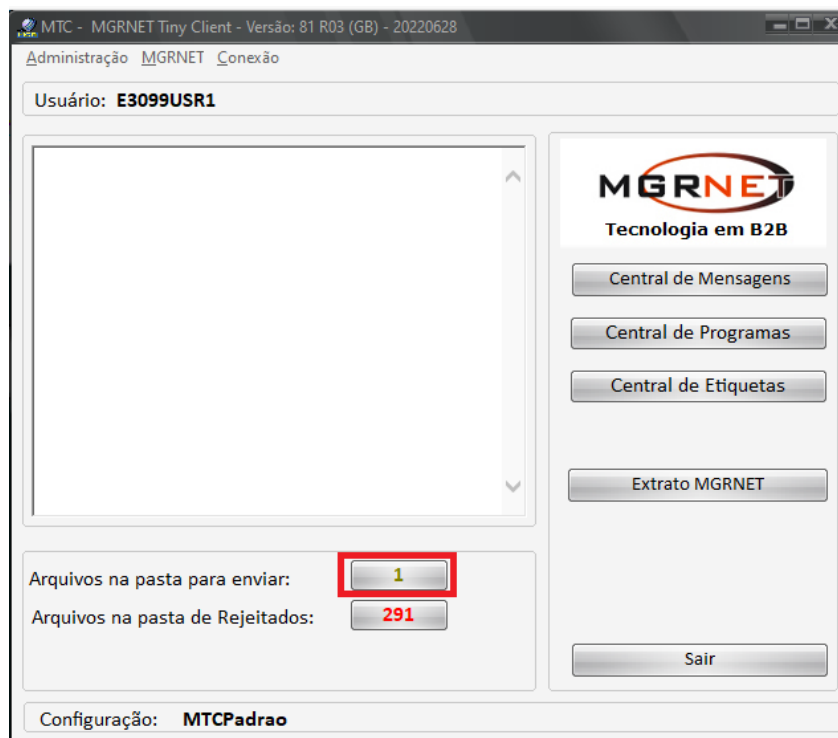 MTC - MGRNET Tiny Client - Versão: 81 R03 (GB) - 20220628
Administração MGRNET Conexão
Usuário: E3099USR1
MGRNET
Tecnologia em B2B
Central de Mensagens
Central de Programas
Central de Etiquetas
Extrato MGRNET
Arquivos na pasta para enviar: 1
Arquivos na pasta de Rejeitados: 291
Sair
Configuração: MTCPadrao